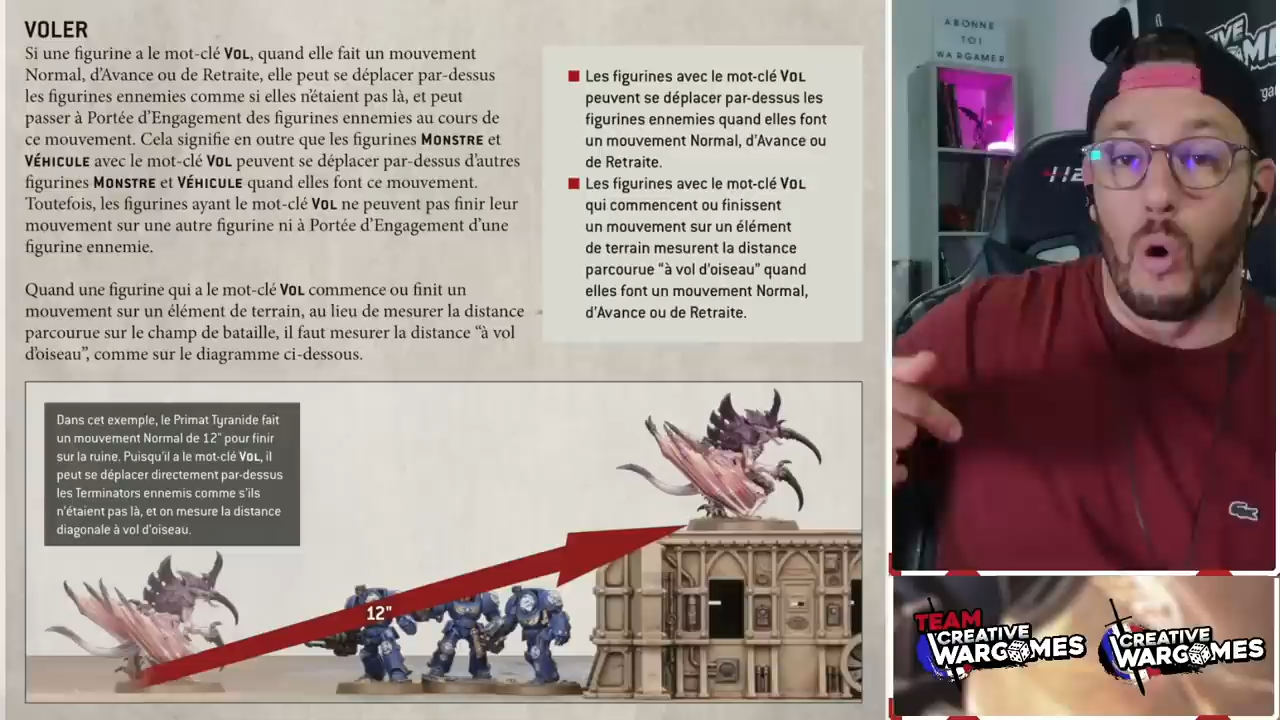 VOLER
Si une figurine a le mot-clé VOL, quand elle fait un mouvement
Normal, d'Avance ou de Retraite, elle peut se déplacer par-dessus
les figurines ennemies comme si elles n'étaient pas là, et peut
passer à Portée d'Engagement des figurines ennemies au cours de
ce mouvement. Cela signifie en outre que les figurines MONSTRE et
VÉHICULE avec le mot-clé VOL peuvent se déplacer par-dessus d'autres
figurines MONSTRE et VÉHICULE quand elles font ce mouvement.
Toutefois, les figurines ayant le mot-clé VOL ne peuvent pas finir leur
mouvement sur une autre figurine ni à Portée d'Engagement d'une
figurine ennemie.
Quand une figurine qui a le mot-clé VOL commence ou finit un
mouvement sur un élément de terrain, au lieu de mesurer la distance
parcourue sur le champ de bataille, il faut mesurer la distance “à vol
d'oiseau”, comme sur le diagramme ci-dessous.
Les figurines avec le mot-clé VOL
peuvent se déplacer par-dessus les
figurines ennemies quand elles font
un mouvement Normal, d'Avance ou
de Retraite.
Les figurines avec le mot-clé VOL
qui commencent ou finissent
un mouvement sur un élément
de terrain mesurent la distance
parcourue “à vol d'oiseau” quand
elles font un mouvement Normal,
d'Avance ou de Retraite.
Dans cet exemple, le Primat Tyranide fait
un mouvement Normal de 12" pour finir
sur la ruine. Puisqu'il a le mot-clé VOL, il
peut se déplacer directement par-dessus
les Terminators ennemis comme s'ils
n'étaient pas là, et on mesure la distance
diagonale à vol d'oiseau.
12"
ABONNE
TOI
WARGAMER
TEAM
CREATIVE
WARGAMES
CREATIVE
WARGAMES